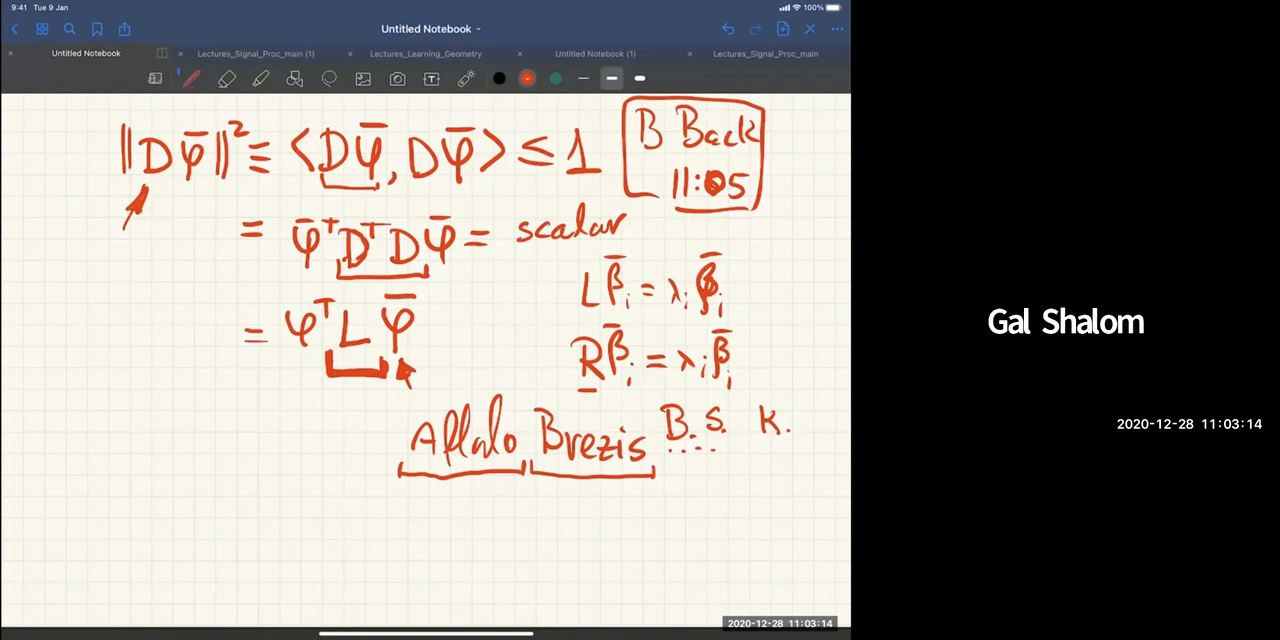 9:41 Tue 9 Jan
100%
Untitled Notebook
Untitled Notebook
Lectures_Signal_Proc_main (1)
Lectures_Learning_Geometry
Untitled Notebook (1)
Lectures_Signal_Proc_main
‖Dφ̄‖² ≡ ⟨Dφ̄, Dφ̄⟩ ≤ 1
B Back
11:05
= φ̄ᵀDᵀDφ̄ = scalar
Lβ̄ᵢ = λᵢβ̄ᵢ
= φᵀLφ̄
Rβ̄ᵢ = λᵢβ̄ᵢ
Aflalo Brezis B. S. K.
Gal Shalom
2020-12-28 11:03:14
2020-12-28 11:03:14